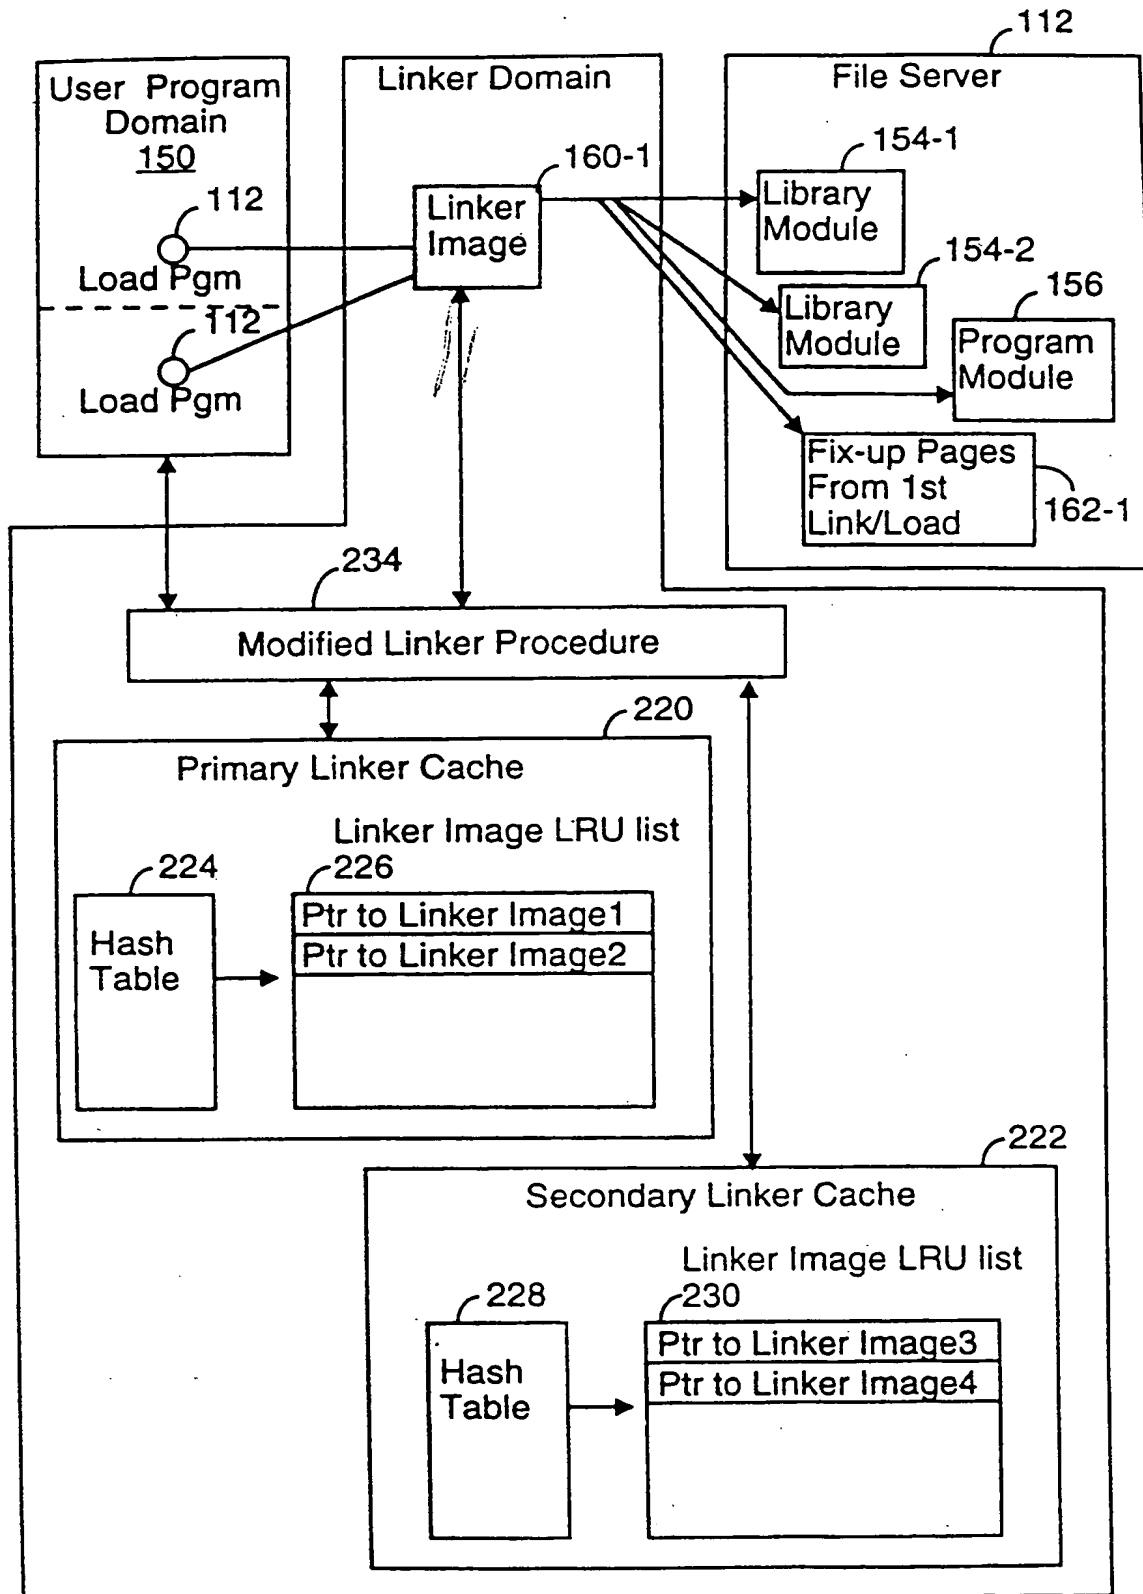 112
User Program
Domain
150
Linker Domain
File Server
160-1
154-1
112
Linker
Image
Library
Module
Load Pgm
154-2
156
112
Library
Module
Program
Module
Load Pgm
Fix-up Pages
From 1st
Link/Load
162-1
234
Modified Linker Procedure
220
Primary Linker Cache
Linker Image LRU list
224
226
Hash
Table
Ptr to Linker Image1
Ptr to Linker Image2
222
Secondary Linker Cache
Linker Image LRU list
228
230
Hash
Table
Ptr to Linker Image3
Ptr to Linker Image4